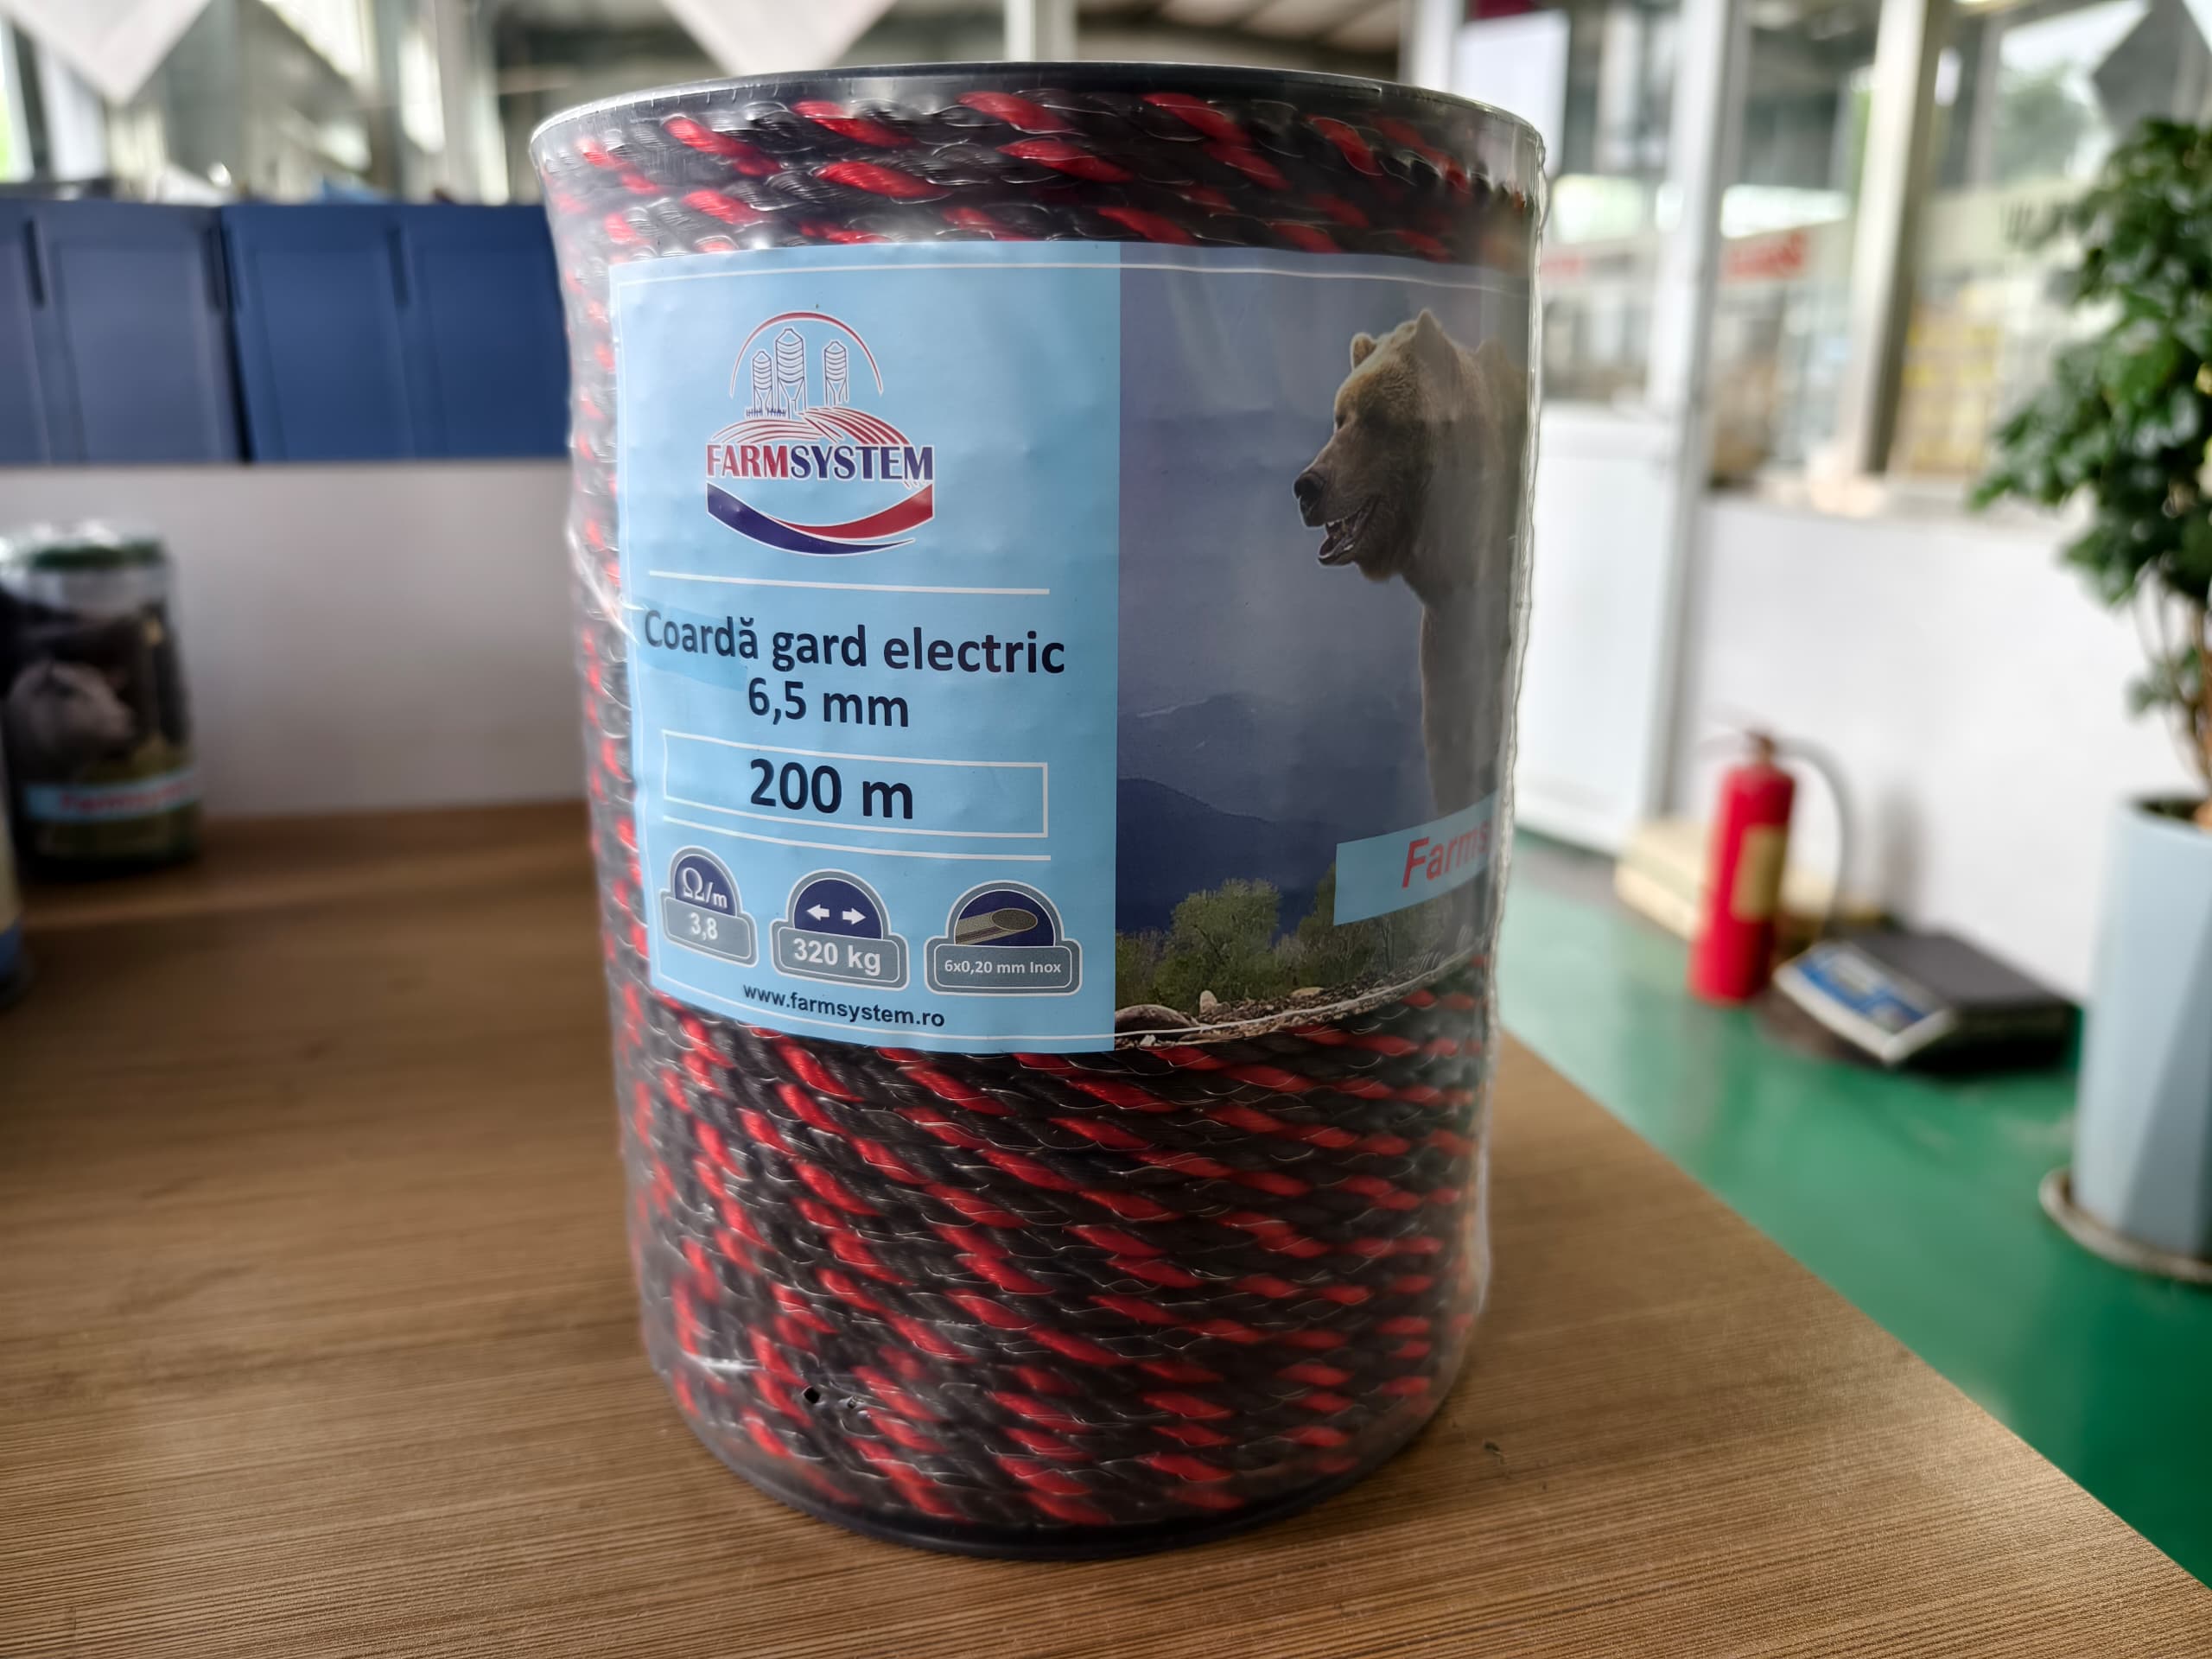 FARMSYSTEM
Coardă gard electric
6,5 mm
200 m
Ω/m
3,8
320 kg
6x0,20 mm Inox
www.farmsystem.ro
Farms